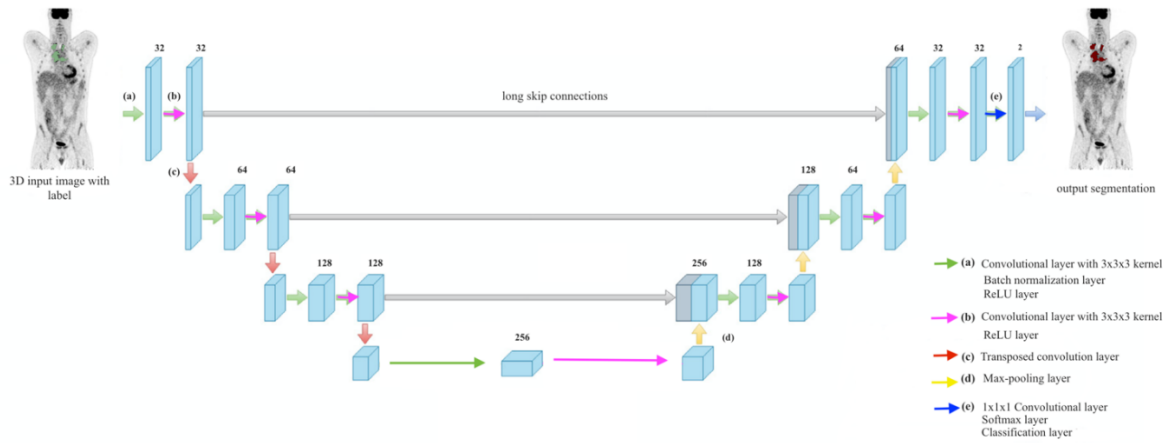 32
32
64
32
32
2
(a)
(b)
long skip connections
(e)
3D input image with
label
(c)
64
64
128
64
output segmentation
128
128
256
128
256
(d)
(a) Convolutional layer with 3x3x3 kernel
Batch normalization layer
ReLU layer
(b) Convolutional layer with 3x3x3 kernel
ReLU layer
(c) Transposed convolution layer
(d) Max-pooling layer
(e) 1x1x1 Convolutional layer
Softmax layer
Classification layer